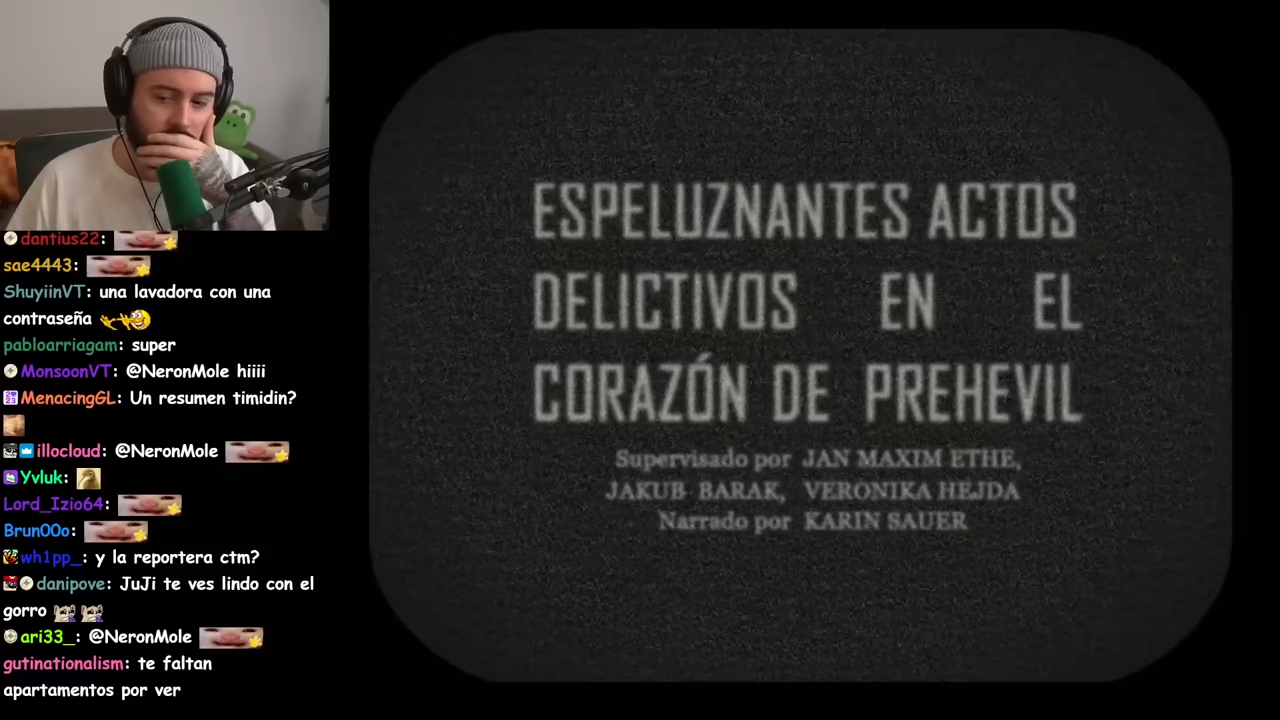 dantius22:
sae4443:
ShuyiinVT: una lavadora con una
contraseña
pabloarriagam: super
MonsoonVT: @NeronMole hiiii
MenacingGL: Un resumen timidin?
illocloud: @NeronMole
Yvluk:
Lord_Izio64:
Brun00o:
wh1pp_: y la reportera ctm?
danipove: JuJi te ves lindo con el
gorro
ari33_: @NeronMole
gutinationalism: te faltan
apartamentos por ver
ESPELUZNANTES ACTOS
DELICTIVOS EN EL
CORAZÓN DE PREHEVIL
Supervisado por JAN MAXIM ETHE,
JAKUB BARAK, VERONIKA HEJDA
Narrado por KARIN SAUER